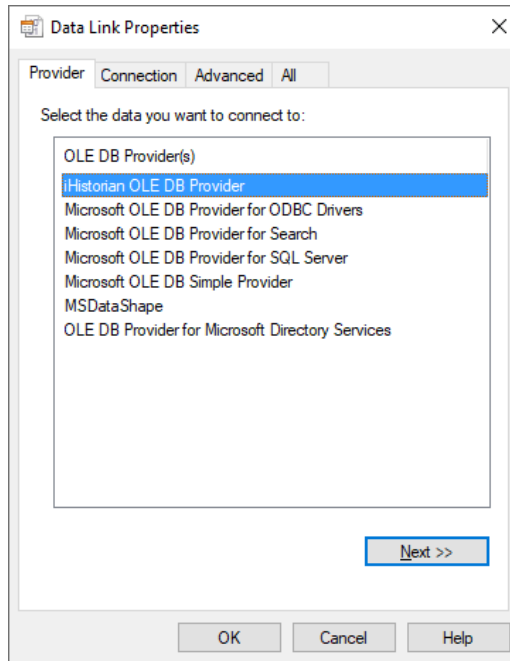 Data Link Properties
Provider Connection Advanced All
Select the data you want to connect to:
OLE DB Provider(s)
iHistorian OLE DB Provider
Microsoft OLE DB Provider for ODBC Drivers
Microsoft OLE DB Provider for Search
Microsoft OLE DB Provider for SQL Server
Microsoft OLE DB Simple Provider
MSDataShape
OLE DB Provider for Microsoft Directory Services
Next >>
OK Cancel Help